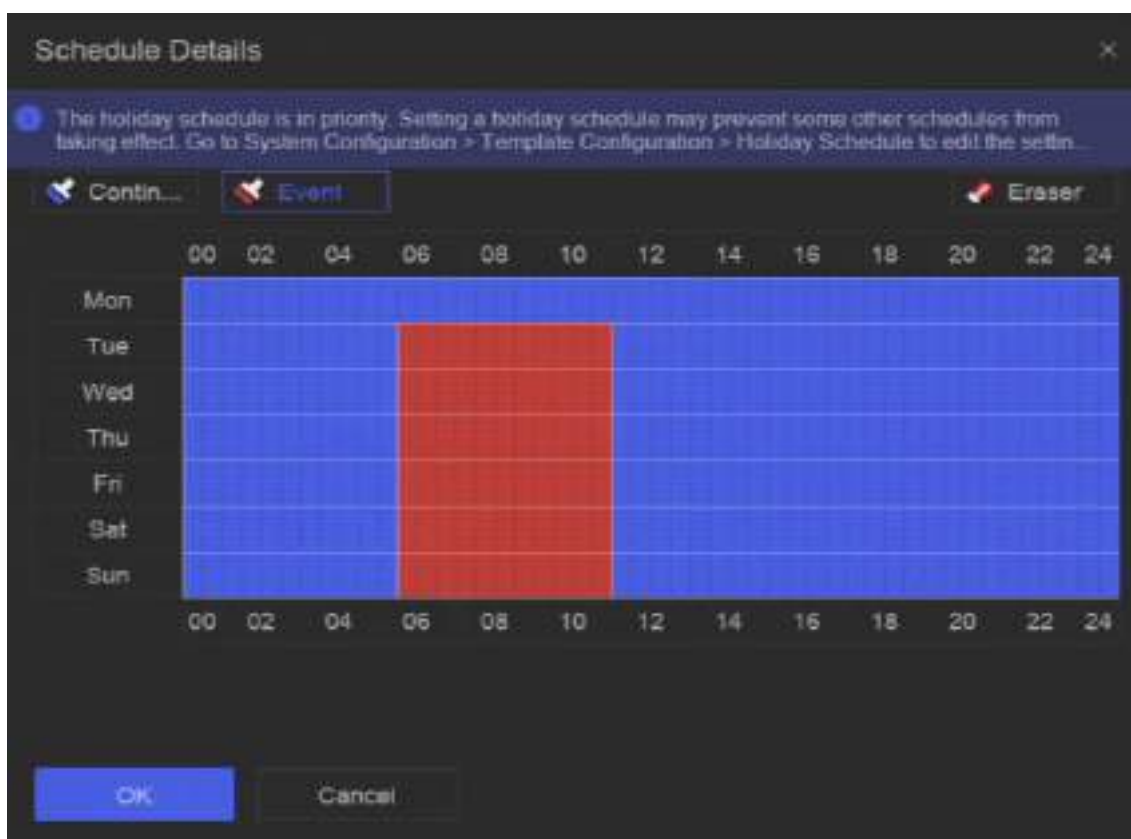 Schedule Details
The holiday schedule is in priority. Setting a holiday schedule may prevent some other schedules from
taking effect. Go to System Configuration > Template Configuration > Holiday Schedule to edit the settin...
Contin... Event Eraser
00 02 04 06 08 10 12 14 16 18 20 22 24
Mon
Tue
Wed
Thu
Fri
Sat
Sun
00 02 04 06 08 10 12 14 16 18 20 22 24
OK Cancel